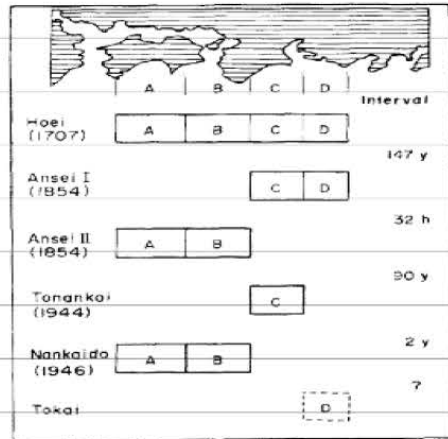 A B C D
Interval
Hoei
(1707)
A B C D
147 y
Ansei I
(1854)
C D
32 h
Ansei II
(1854)
A B
90 y
Tonankai
(1944)
C
2 y
Nankaido
(1946)
A B
?
Tokai
D